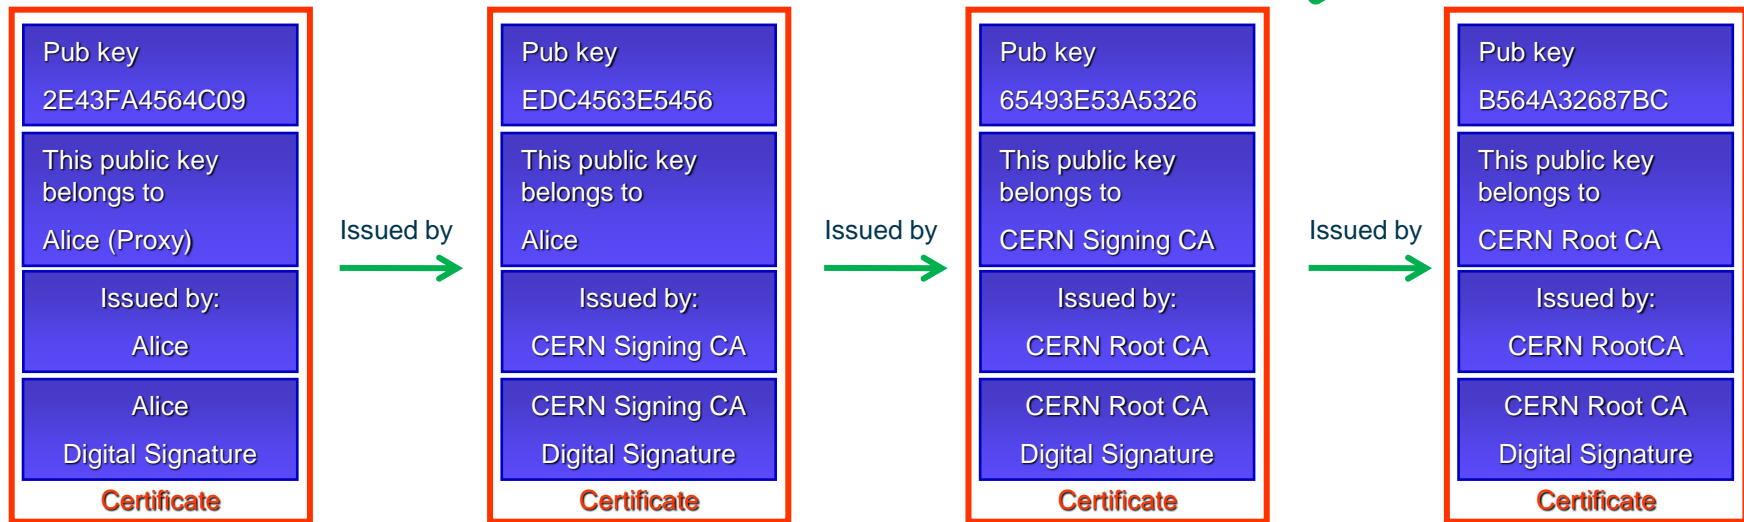 Pub key
2E43FA4564C09
This public key
belongs to
Alice (Proxy)
Issued by:
Alice
Alice
Digital Signature
Certificate
Issued by
Pub key
EDC4563E5456
This public key
belongs to
Alice
Issued by:
CERN Signing CA
CERN Signing CA
Digital Signature
Certificate
Issued by
Pub key
65493E53A5326
This public key
belongs to
CERN Signing CA
Issued by:
CERN Root CA
CERN Root CA
Digital Signature
Certificate
Issued by
Pub key
B564A32687BC
This public key
belongs to
CERN Root CA
Issued by:
CERN RootCA
CERN Root CA
Digital Signature
Certificate